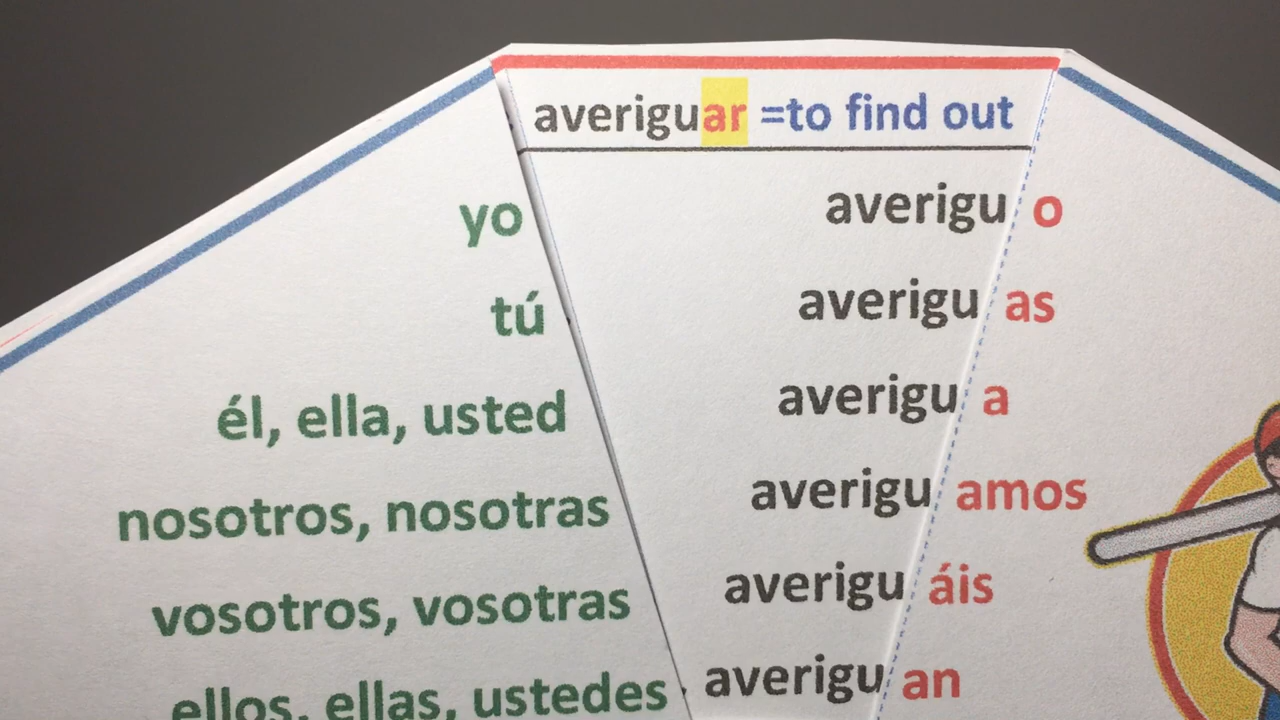 averiguar =to find out
yo averigu o
tú averigu as
él, ella, usted averigu a
nosotros, nosotras averigu amos
vosotros, vosotras averigu áis
ellos, ellas, ustedes averigu an